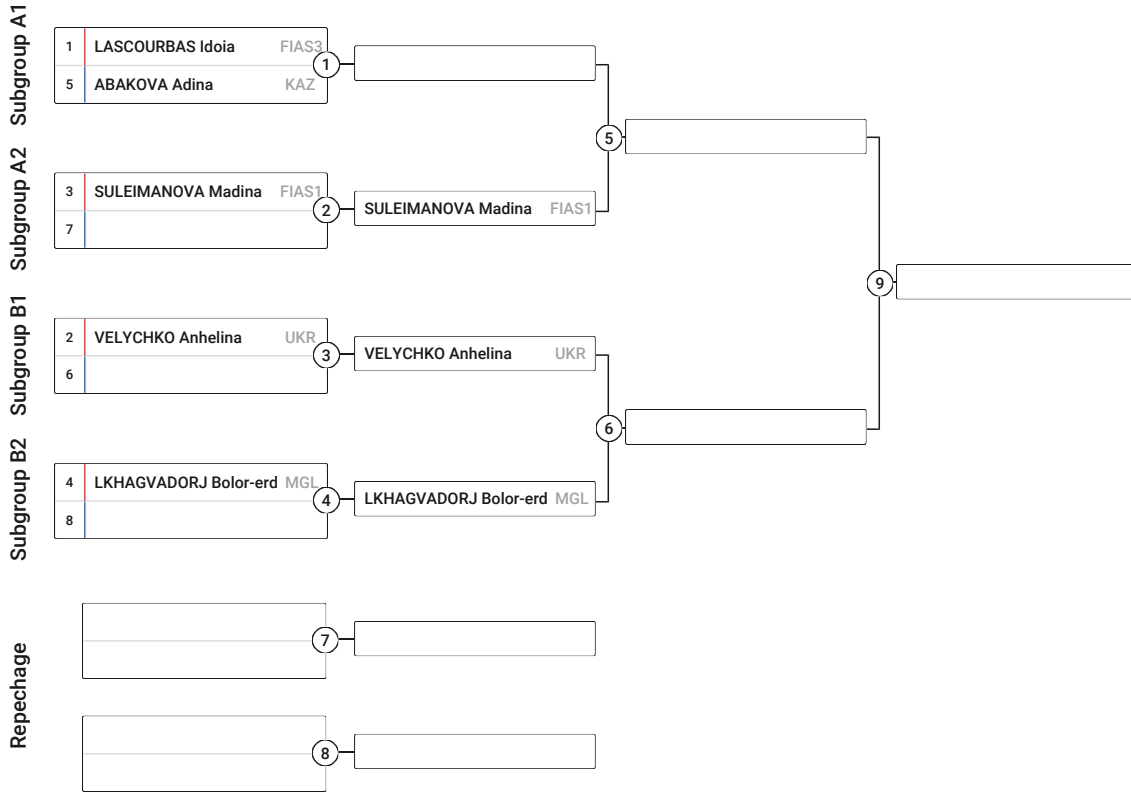 Subgroup A1
1 LASCOURBAS Idoia FIAS3
1
5 ABAKOVA Adina KAZ
5
Subgroup A2
3 SULEIMANOVA Madina FIAS1
2 SULEIMANOVA Madina FIAS1
7
9
Subgroup B1
2 VELYCHKO Anhelina UKR
3 VELYCHKO Anhelina UKR
6
6
Subgroup B2
4 LKHAGVADORJ Bolor-erd MGL
4 LKHAGVADORJ Bolor-erd MGL
8
Repechage
7
8